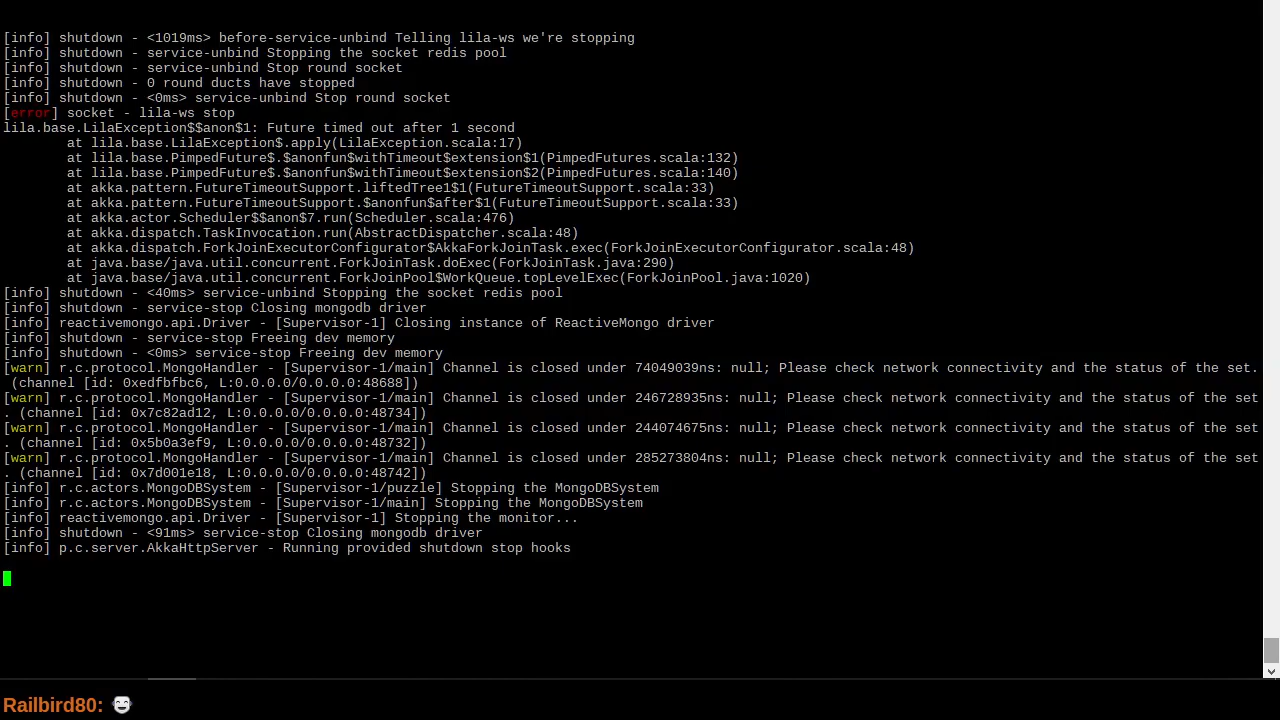 [info] shutdown - <1019ms> before-service-unbind Telling lila-ws we're stopping
[info] shutdown - service-unbind Stopping the socket redis pool
[info] shutdown - service-unbind Stop round socket
[info] shutdown - 0 round ducts have stopped
[info] shutdown - <0ms> service-unbind Stop round socket
[error] socket - lila-ws stop
lila.base.LilaException$$anon$1: Future timed out after 1 second
        at lila.base.LilaException$.apply(LilaException.scala:17)
        at lila.base.PimpedFuture$.$anonfun$withTimeout$extension$1(PimpedFutures.scala:132)
        at lila.base.PimpedFuture$.$anonfun$withTimeout$extension$2(PimpedFutures.scala:140)
        at akka.pattern.FutureTimeoutSupport.liftedTree1$1(FutureTimeoutSupport.scala:33)
        at akka.pattern.FutureTimeoutSupport.$anonfun$after$1(FutureTimeoutSupport.scala:33)
        at akka.actor.Scheduler$$anon$7.run(Scheduler.scala:476)
        at akka.dispatch.TaskInvocation.run(AbstractDispatcher.scala:48)
        at akka.dispatch.ForkJoinExecutorConfigurator$AkkaForkJoinTask.exec(ForkJoinExecutorConfigurator.scala:48)
        at java.base/java.util.concurrent.ForkJoinTask.doExec(ForkJoinTask.java:290)
        at java.base/java.util.concurrent.ForkJoinPool$WorkQueue.topLevelExec(ForkJoinPool.java:1020)
[info] shutdown - <40ms> service-unbind Stopping the socket redis pool
[info] shutdown - service-stop Closing mongodb driver
[info] reactivemongo.api.Driver - [Supervisor-1] Closing instance of ReactiveMongo driver
[info] shutdown - service-stop Freeing dev memory
[info] shutdown - <0ms> service-stop Freeing dev memory
[warn] r.c.protocol.MongoHandler - [Supervisor-1/main] Channel is closed under 74049039ns: null; Please check network connectivity and the status of the set.
 (channel [id: 0xedfbfbc6, L:0.0.0.0/0.0.0.0:48688])
[warn] r.c.protocol.MongoHandler - [Supervisor-1/main] Channel is closed under 246728935ns: null; Please check network connectivity and the status of the set
. (channel [id: 0x7c82ad12, L:0.0.0.0/0.0.0.0:48734])
[warn] r.c.protocol.MongoHandler - [Supervisor-1/main] Channel is closed under 244074675ns: null; Please check network connectivity and the status of the set
. (channel [id: 0x5b0a3ef9, L:0.0.0.0/0.0.0.0:48732])
[warn] r.c.protocol.MongoHandler - [Supervisor-1/main] Channel is closed under 285273804ns: null; Please check network connectivity and the status of the set
. (channel [id: 0x7d001e18, L:0.0.0.0/0.0.0.0:48742])
[info] r.c.actors.MongoDBSystem - [Supervisor-1/puzzle] Stopping the MongoDBSystem
[info] r.c.actors.MongoDBSystem - [Supervisor-1/main] Stopping the MongoDBSystem
[info] reactivemongo.api.Driver - [Supervisor-1] Stopping the monitor...
[info] shutdown - <91ms> service-stop Closing mongodb driver
[info] p.c.server.AkkaHttpServer - Running provided shutdown stop hooks
Railbird80: